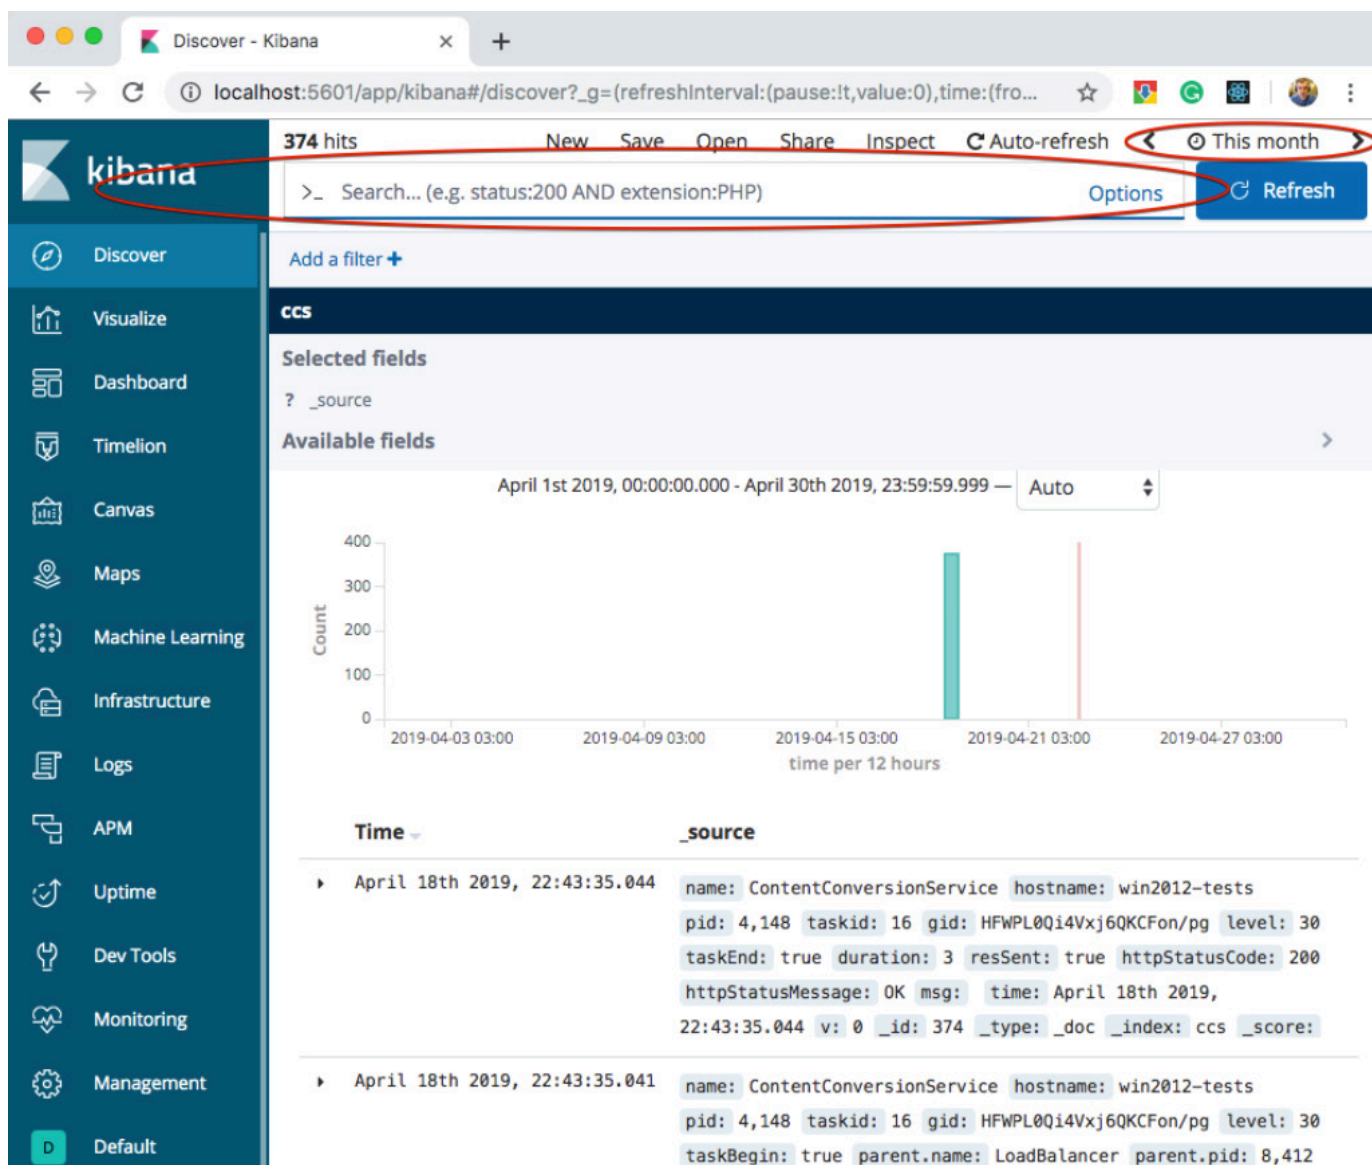 Discover - Kibana
localhost:5601/app/kibana#/discover?_g=(refreshInterval:(pause:!t,value:0),time:(fro...
kibana
374 hits New Save Open Share Inspect Auto-refresh This month
>_ Search... (e.g. status:200 AND extension:PHP) Options Refresh
Add a filter +
Discover
Visualize
Dashboard
Timelion
Canvas
Maps
Machine Learning
Infrastructure
Logs
APM
Uptime
Dev Tools
Monitoring
Management
D Default
ccs
Selected fields
? _source
Available fields
April 1st 2019, 00:00:00.000 - April 30th 2019, 23:59:59.999 — Auto
400
300
200
100
0
Count
2019-04-03 03:00 2019-04-09 03:00 2019-04-15 03:00 2019-04-21 03:00 2019-04-27 03:00
time per 12 hours
Time _source
April 18th 2019, 22:43:35.044 name: ContentConversionService hostname: win2012-tests
pid: 4,148 taskid: 16 gid: HFWPL0Qi4Vxj6QKCFon/pg level: 30
taskEnd: true duration: 3 resSent: true httpStatusCode: 200
httpStatusMessage: OK msg: time: April 18th 2019,
22:43:35.044 v: 0 _id: 374 _type: _doc _index: ccs _score:
April 18th 2019, 22:43:35.041 name: ContentConversionService hostname: win2012-tests
pid: 4,148 taskid: 16 gid: HFWPL0Qi4Vxj6QKCFon/pg level: 30
taskBegin: true parent.name: LoadBalancer parent.pid: 8,412